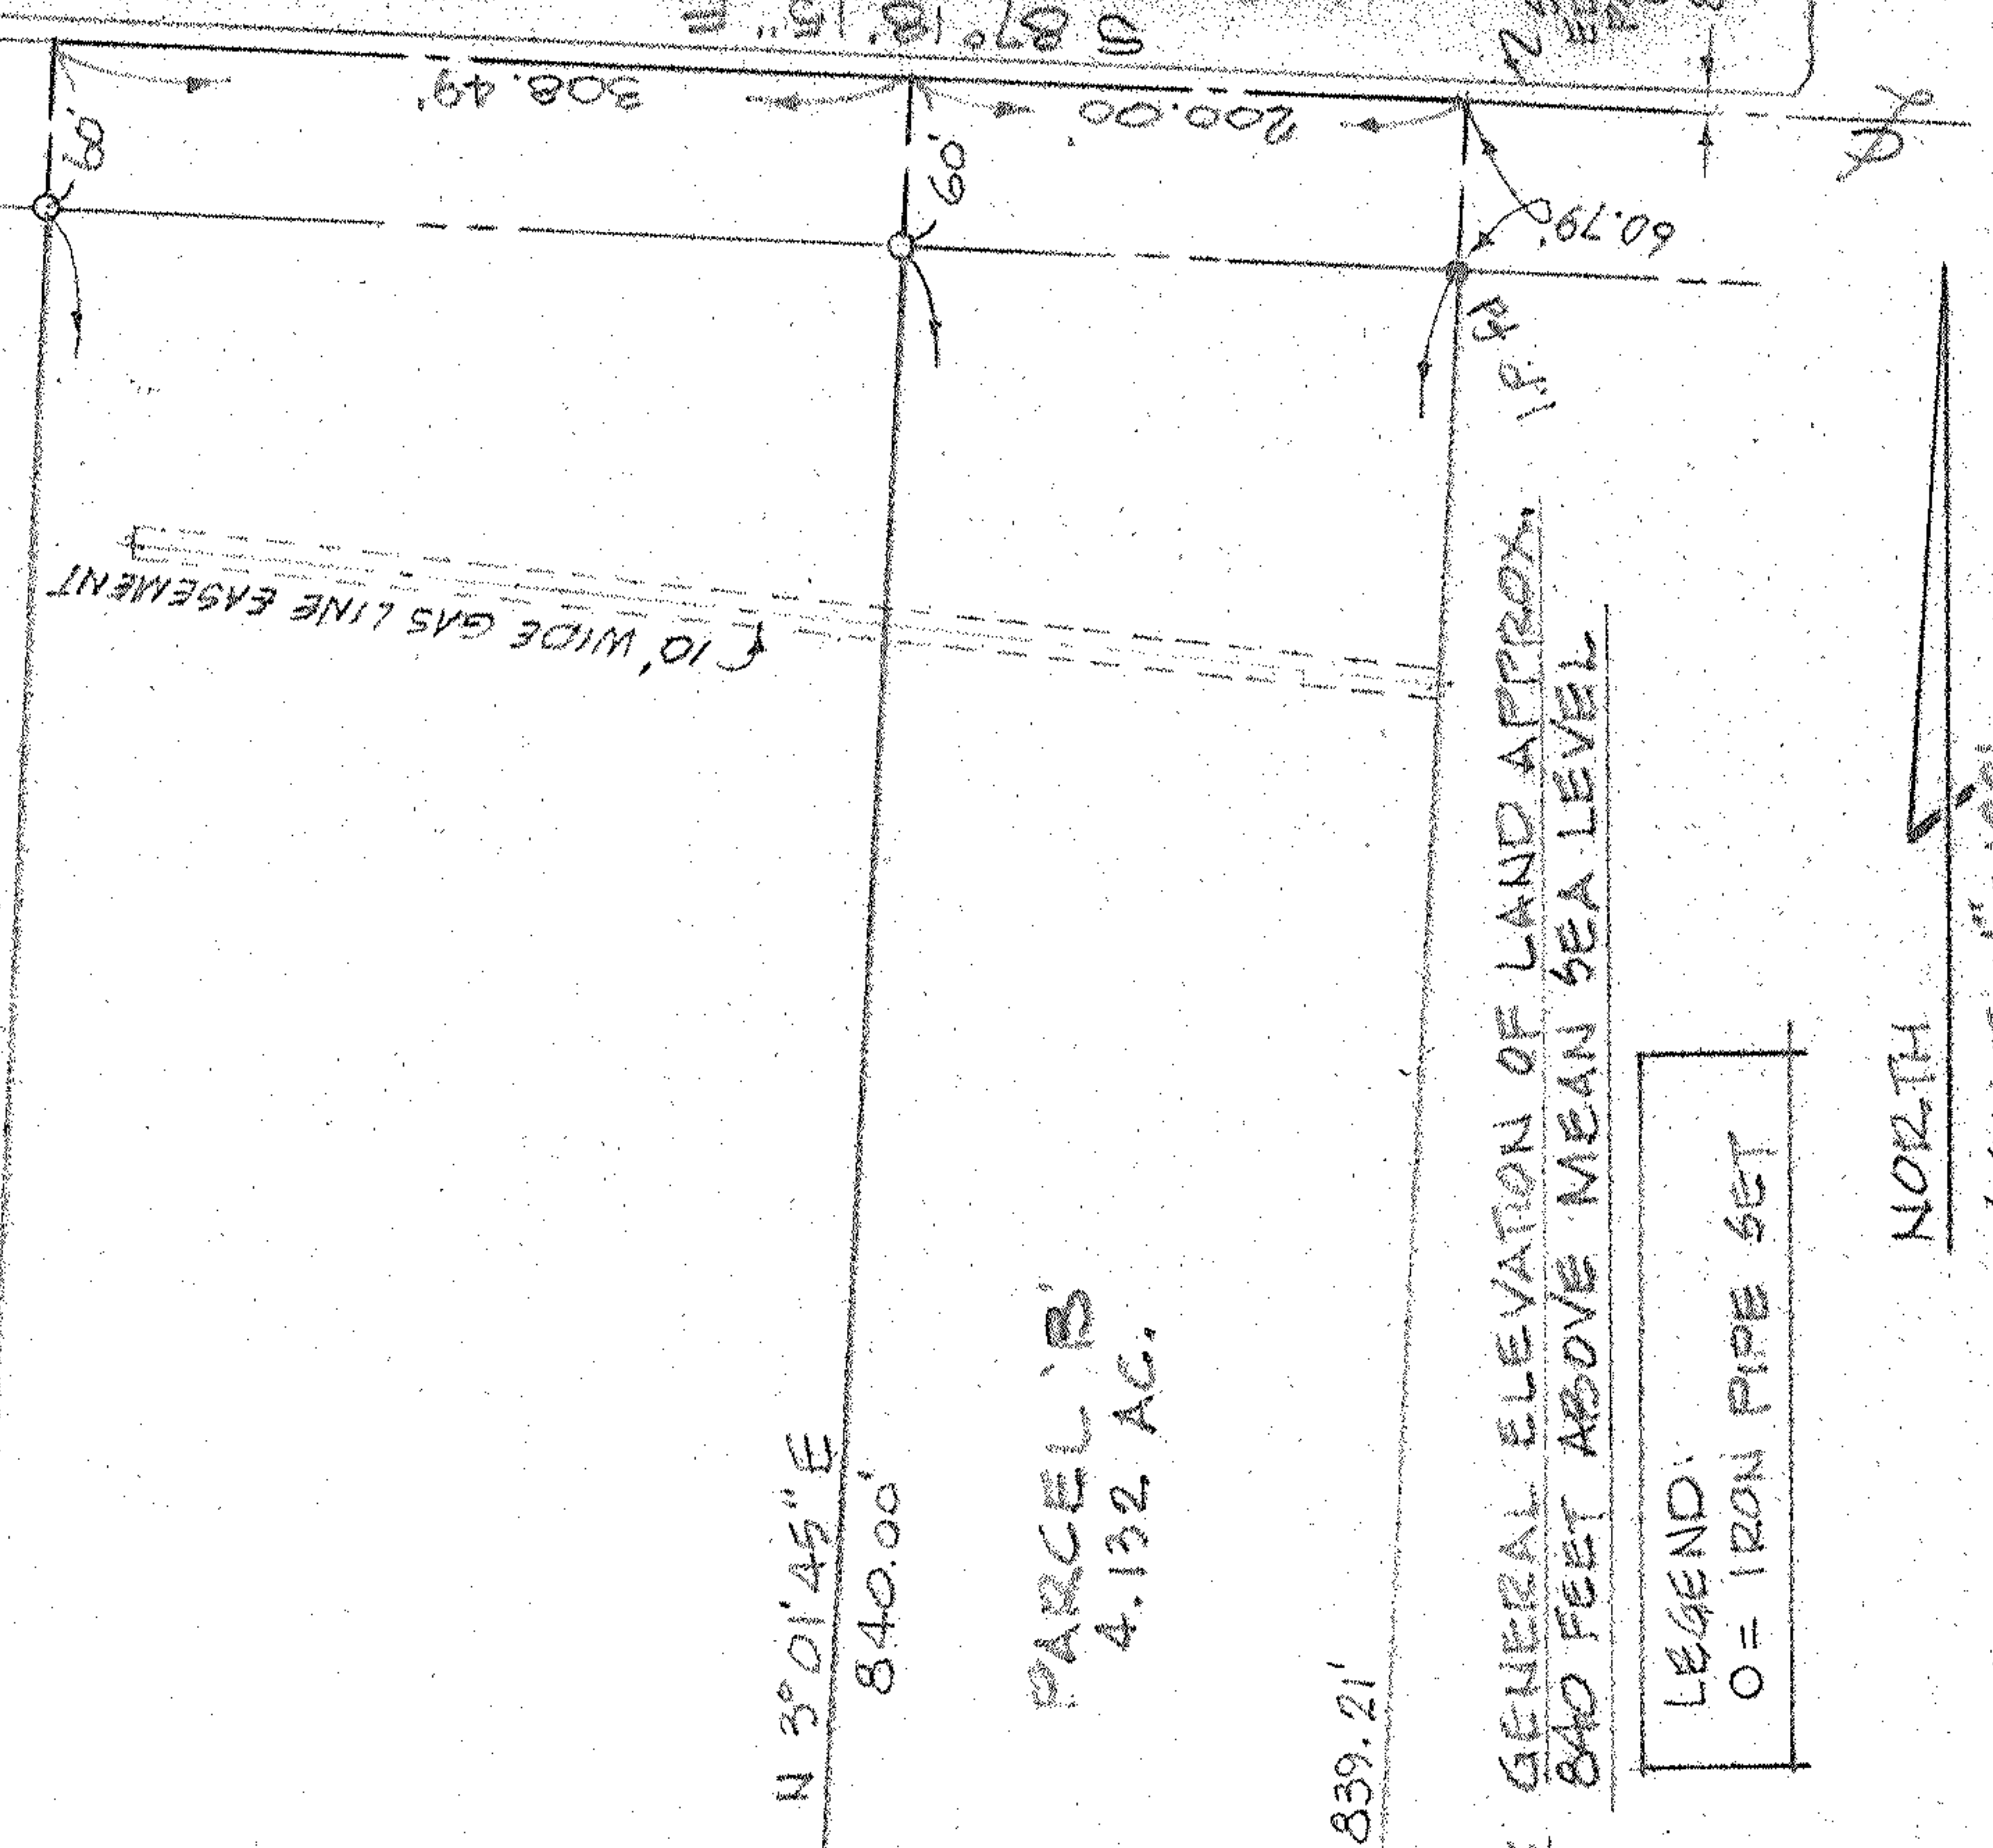 S 87° 18' 15" E
308.49'
200.00'
60'
60'
60.79'
I.P. Fd
10' WIDE GAS LINE EASEMENT
N 3° 01' 45" E
840.00'
PARCEL 'B'
4.132 AC.
839.21'
GENERAL ELEVATION OF LAND APPROX.
840 FEET ABOVE MEAN SEA LEVEL
LEGEND:
O = IRON PIPE SET
NORTH